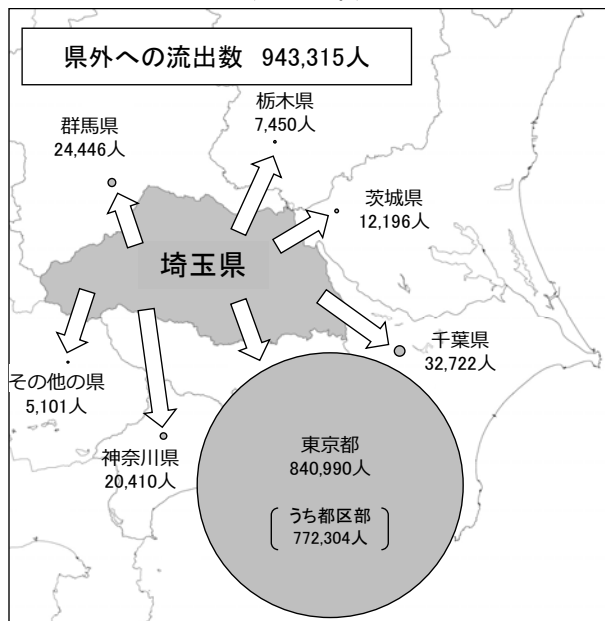 県外への流出数 943,315人
栃木県
7,450人
群馬県
24,446人
茨城県
12,196人
埼玉県
千葉県
32,722人
その他の県
5,101人
神奈川県
20,410人
東京都
840,990人
うち都区部
772,304人